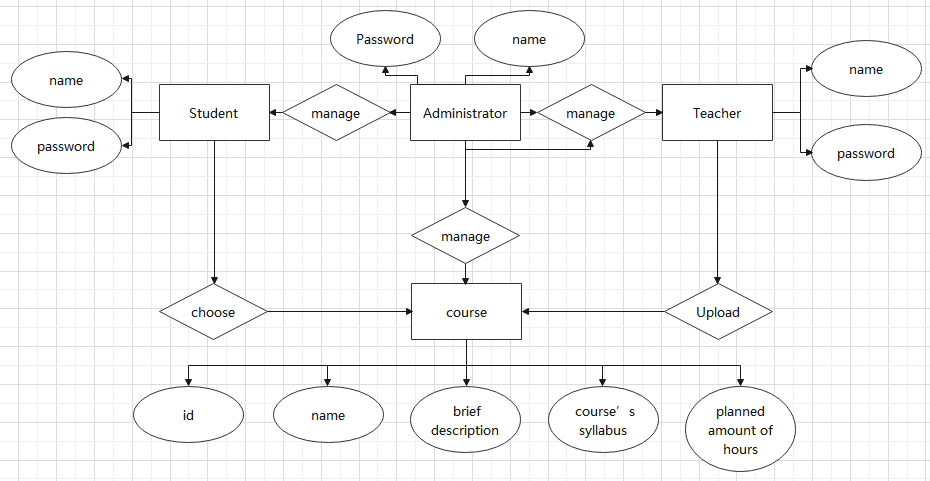 Password
name
name
name
Student
manage
Administrator
manage
Teacher
password
password
manage
choose
course
Upload
id
name
brief
description
course's
syllabus
planned
amount of
hours